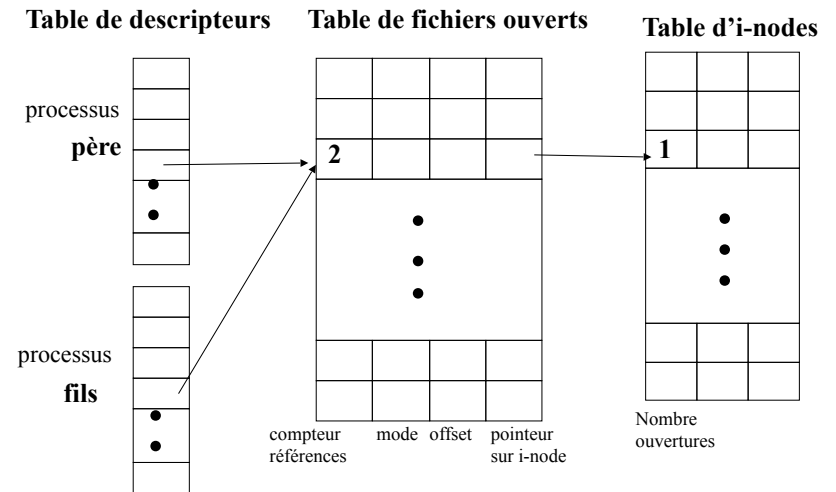 Table de descripteurs
Table de fichiers ouverts
Table d'i-nodes
processus
père
2
1
processus
fils
compteur
références
mode
offset
pointeur
sur i-node
Nombre
ouvertures